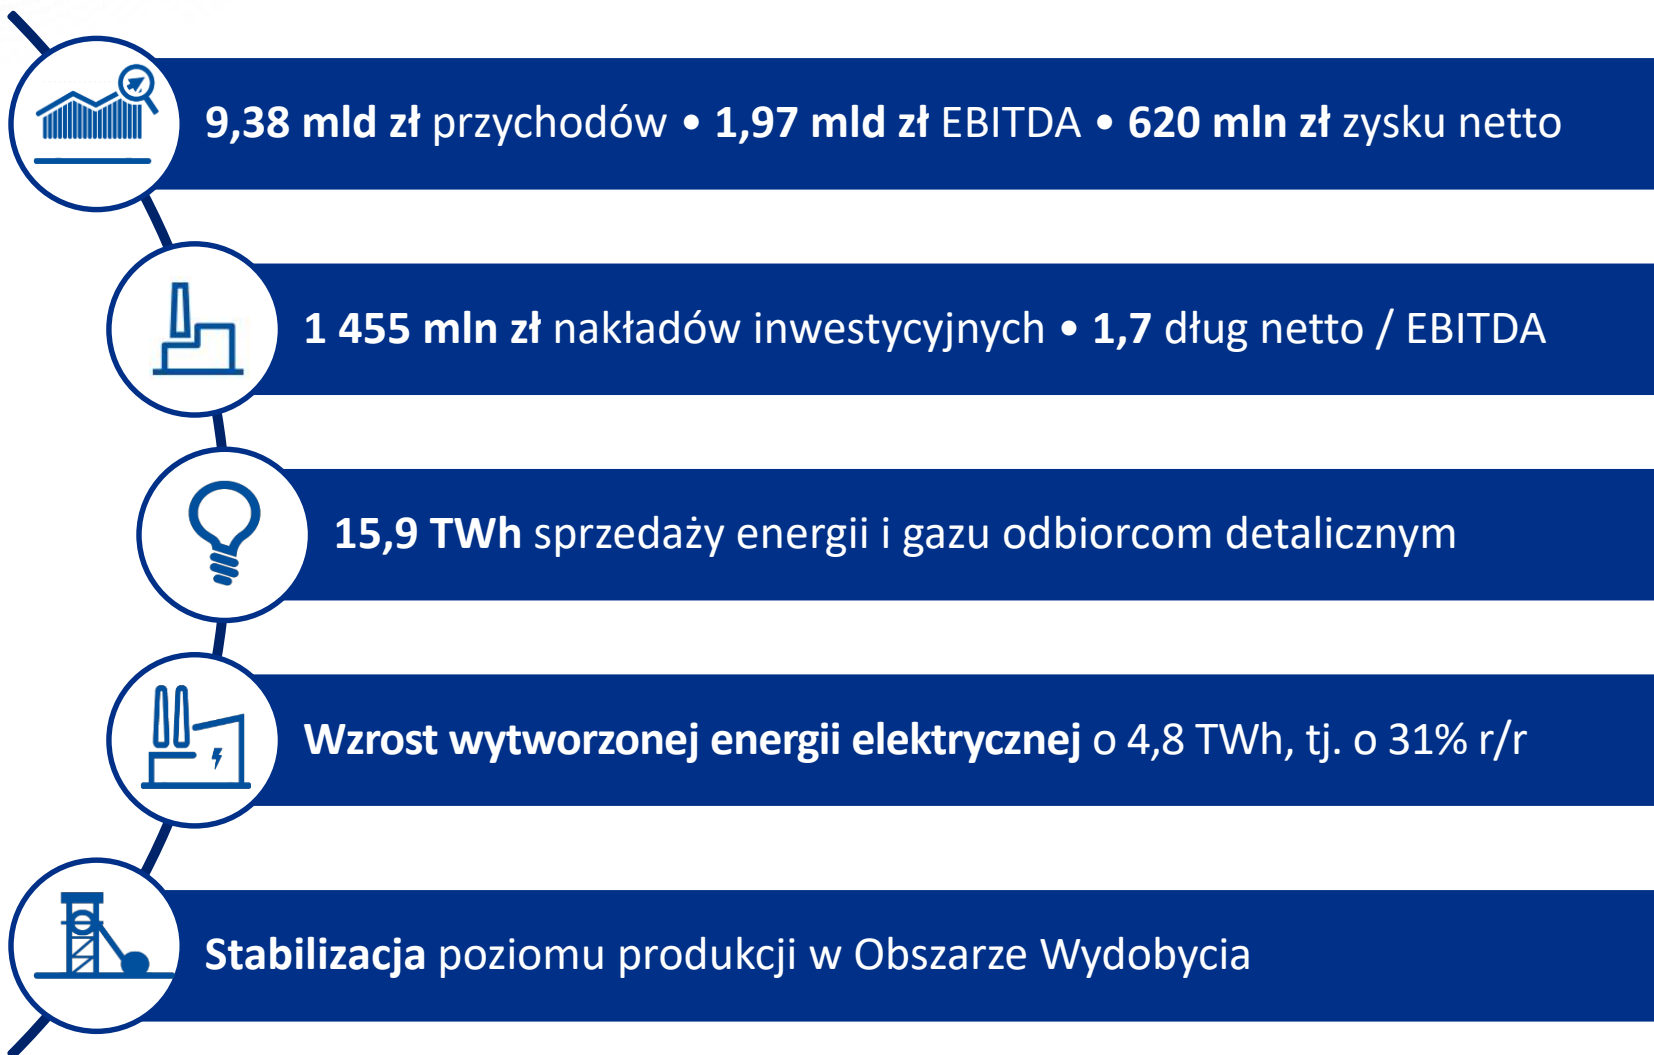 9,38 mld zł przychodów • 1,97 mld zł EBITDA • 620 mln zł zysku netto
1 455 mln zł nakładów inwestycyjnych • 1,7 dług netto / EBITDA
15,9 TWh sprzedaży energii i gazu odbiorcom detalicznym
Wzrost wytworzonej energii elektrycznej o 4,8 TWh, tj. o 31% r/r
Stabilizacja poziomu produkcji w Obszarze Wydobycia